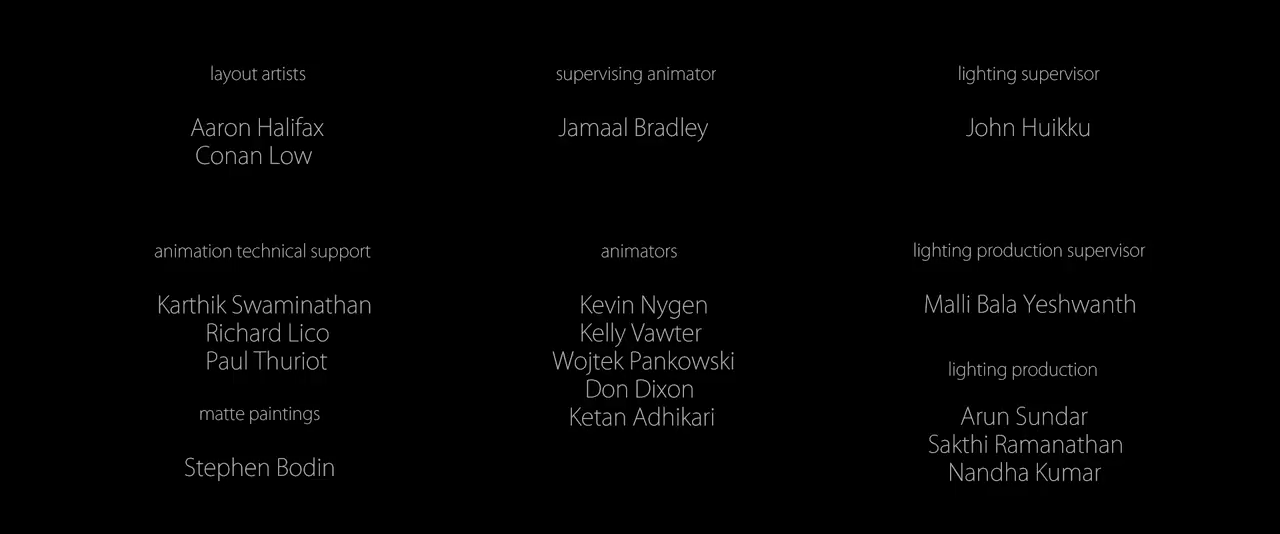 layout artists
Aaron Halifax
Conan Low
animation technical support
Karthik Swaminathan
Richard Lico
Paul Thuriot
matte paintings
Stephen Bodin
supervising animator
Jamaal Bradley
animators
Kevin Nygen
Kelly Vawter
Wojtek Pankowski
Don Dixon
Ketan Adhikari
lighting supervisor
John Huikku
lighting production supervisor
Malli Bala Yeshwanth
lighting production
Arun Sundar
Sakthi Ramanathan
Nandha Kumar